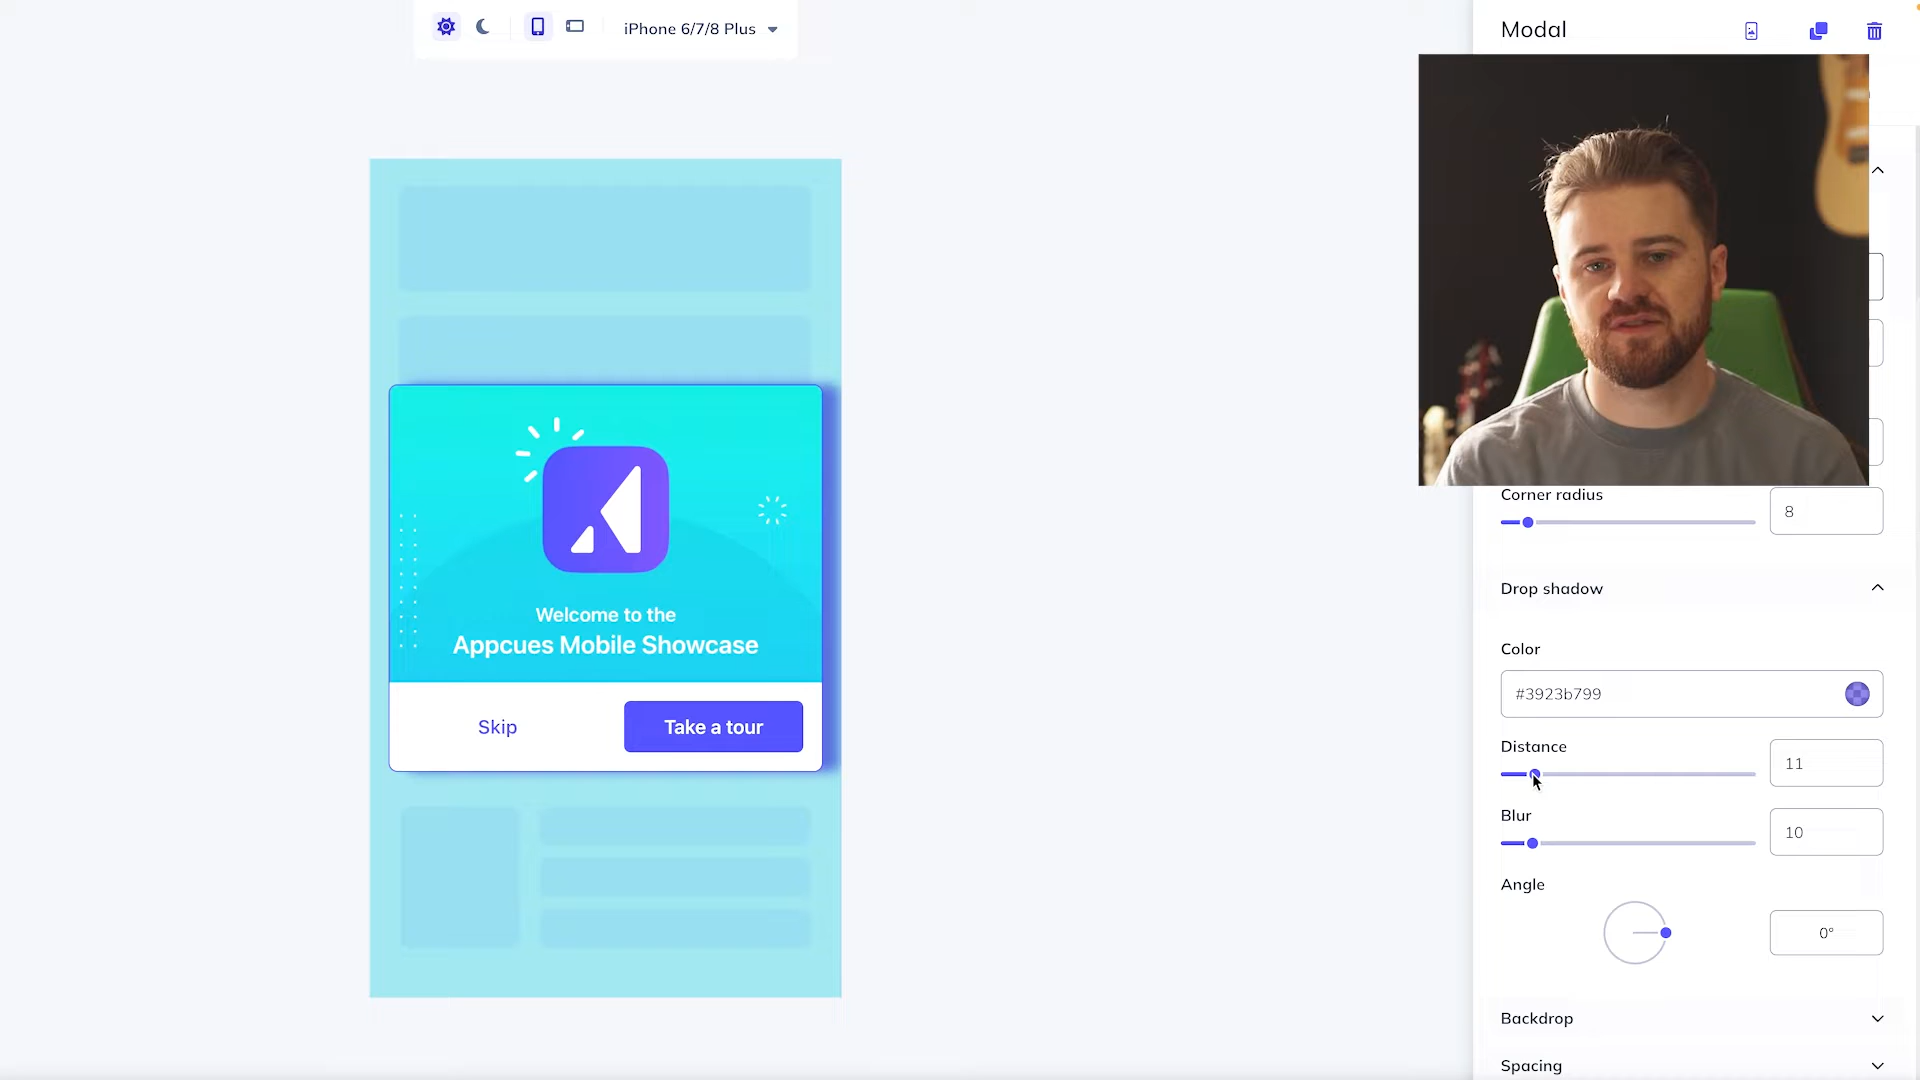 iPhone 6/7/8 Plus
Modal
Welcome to the
Appcues Mobile Showcase
Skip
Take a tour
Corner radius
8
Drop shadow
Color
#3923b799
Distance
11
Blur
10
Angle
0°
Backdrop
Spacing